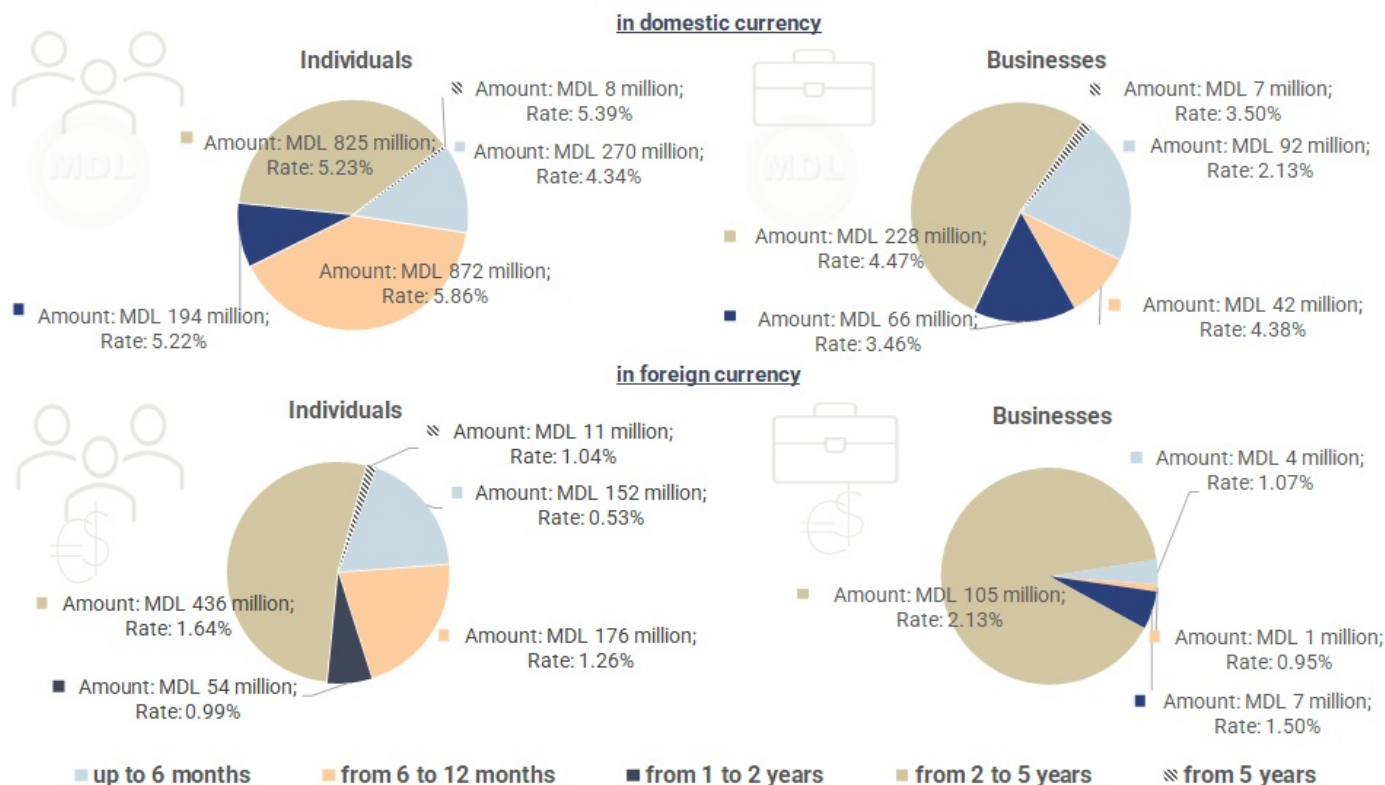 in domestic currency
Individuals
Amount: MDL 8 million;
Rate: 5.39%
Amount: MDL 825 million;
Rate: 5.23%
Amount: MDL 270 million;
Rate: 4.34%
Amount: MDL 872 million;
Rate: 5.86%
Amount: MDL 194 million;
Rate: 5.22%
MDL
Businesses
Amount: MDL 7 million;
Rate: 3.50%
Amount: MDL 92 million;
Rate: 2.13%
Amount: MDL 228 million;
Rate: 4.47%
Amount: MDL 42 million;
Rate: 4.38%
Amount: MDL 66 million;
Rate: 3.46%
MDL
in foreign currency
Individuals
Amount: MDL 11 million;
Rate: 1.04%
Amount: MDL 152 million;
Rate: 0.53%
Amount: MDL 436 million;
Rate: 1.64%
Amount: MDL 176 million;
Rate: 1.26%
Amount: MDL 54 million;
Rate: 0.99%
€$
Businesses
Amount: MDL 4 million;
Rate: 1.07%
Amount: MDL 105 million;
Rate: 2.13%
Amount: MDL 1 million;
Rate: 0.95%
Amount: MDL 7 million;
Rate: 1.50%
€$
up to 6 months
from 6 to 12 months
from 1 to 2 years
from 2 to 5 years
from 5 years